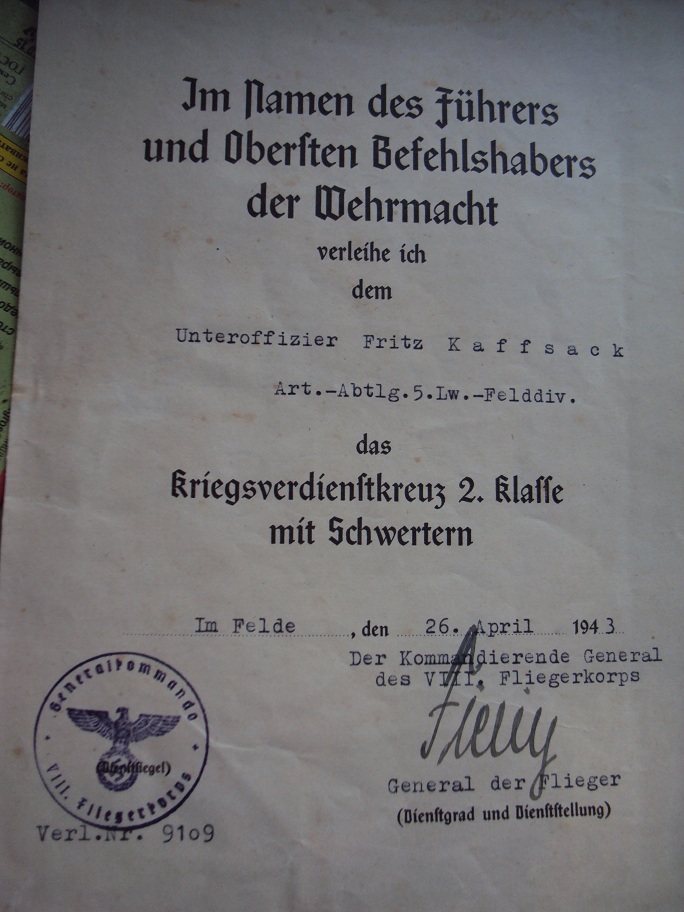 Im Namen des Führers
und Obersten Befehlshabers
der Wehrmacht
verleihe ich
dem
Unteroffizier Fritz Kaffsack
Art.-Abtlg.5.Lw.-Felddiv.
das
Kriegsverdienstkreuz 2. Klasse
mit Schwertern
Im Felde, den 26. April 1943
Der Kommandierende General
des VIII. Fliegerkorps
General der Flieger
(Dienstgrad und Dienststellung)
Generalkommando
VIII. Fliegerkorps
(Dienstsiegel)
Verl.Nr. 9109